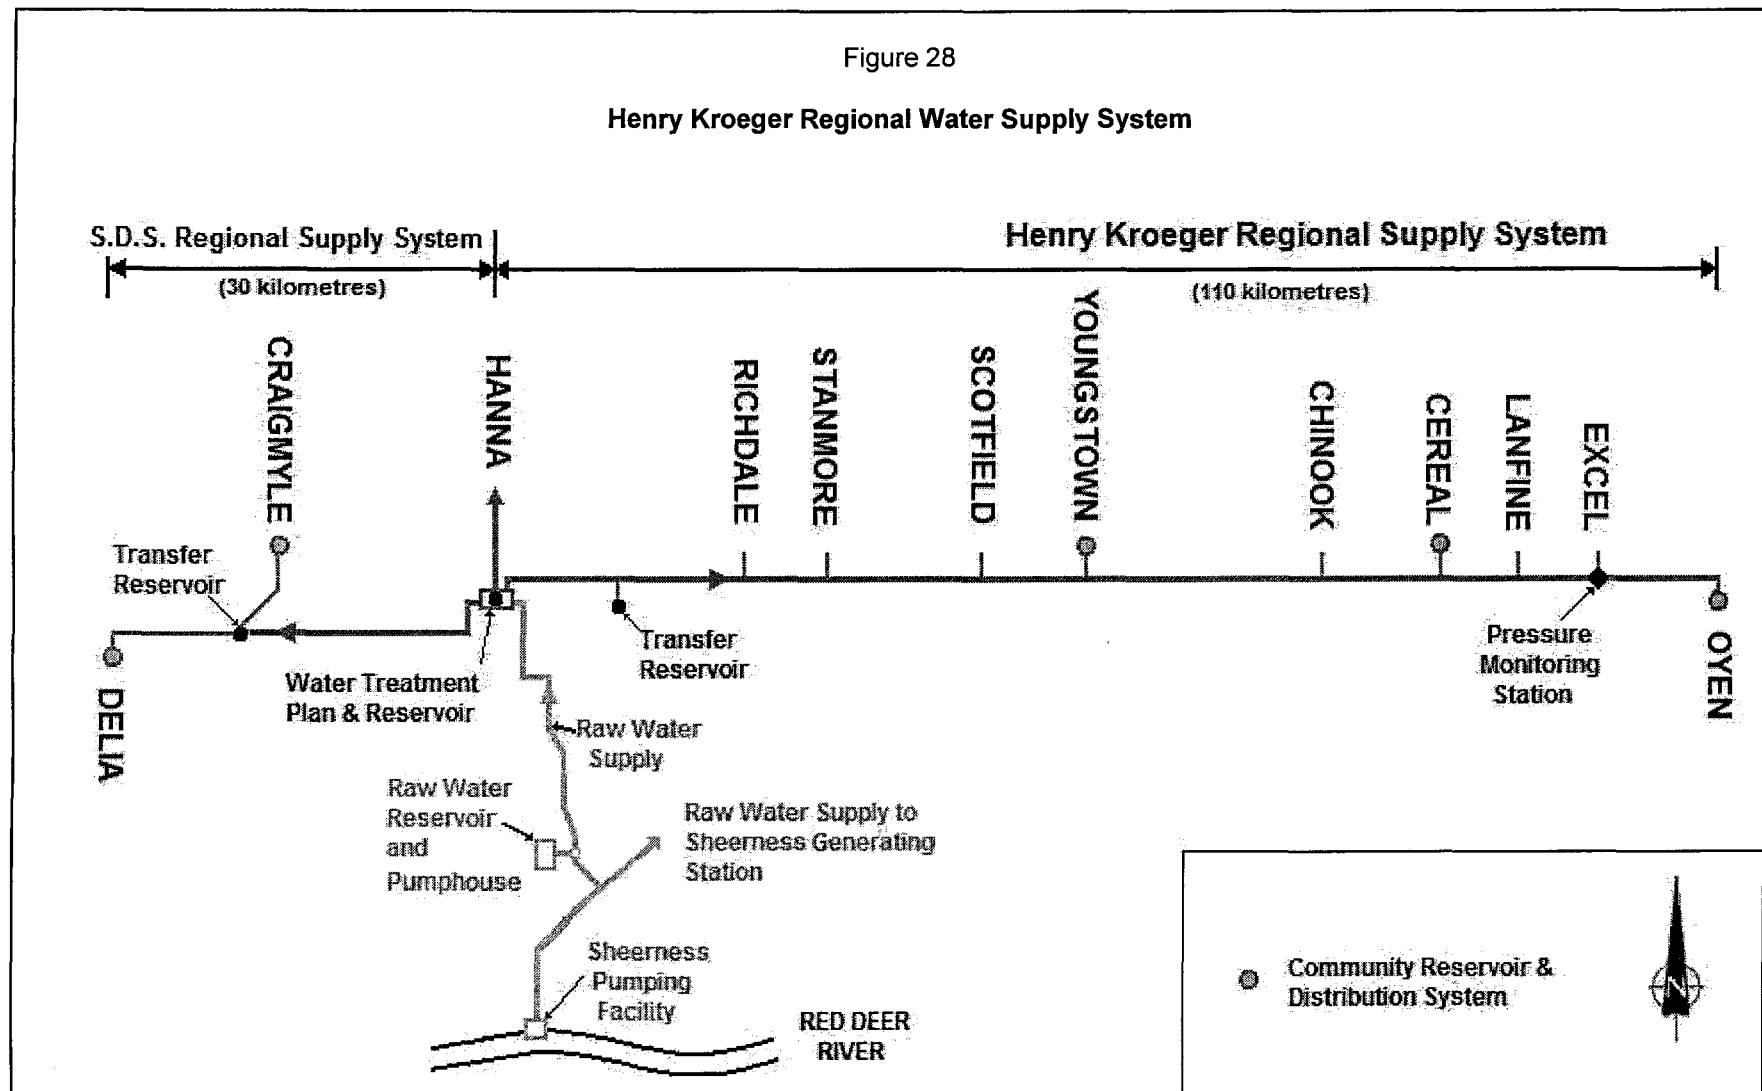 Figure 28
Henry Kroeger Regional Water Supply System
S.D.S. Regional Supply System
(30 kilometres)
Henry Kroeger Regional Supply System
(110 kilometres)
CRAIGMYLE
HANNA
RICHDALE
STANMORE
SCOTFIELD
YOUNGSTOWN
CHINOOK
CEREAL
LANFINE
EXCEL
Transfer
Reservoir
Transfer
Reservoir
Pressure
Monitoring
Station
OYEN
DELIA
Water Treatment
Plan & Reservoir
Raw Water
Supply
Raw Water
Reservoir
and
Pumphouse
Raw Water Supply to
Sheerness Generating
Station
Sheerness
Pumping
Facility
RED DEER
RIVER
Community Reservoir &
Distribution System
N